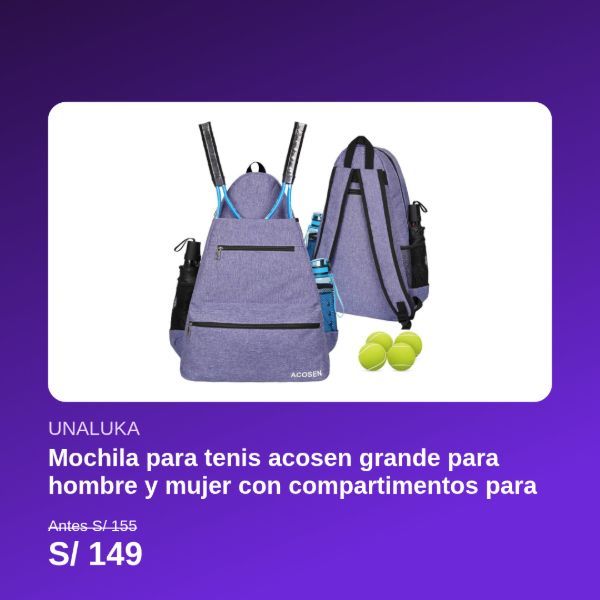 ACOSEN
UNALUKA
Mochila para tenis acosen grande para
hombre y mujer con compartimentos para
Antes S/ 155
S/ 149